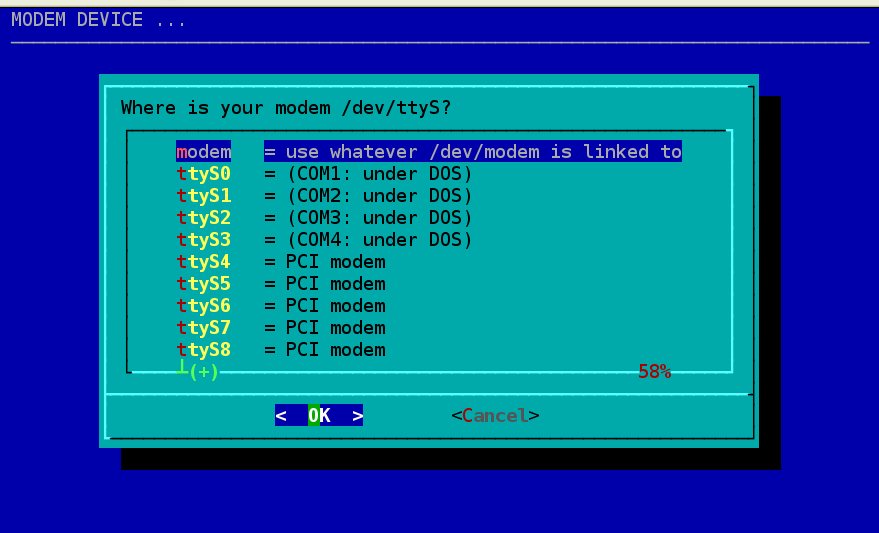 MODEM DEVICE ...
Where is your modem /dev/ttyS?
modem = use whatever /dev/modem is linked to
ttyS0 = (COM1: under DOS)
ttyS1 = (COM2: under DOS)
ttyS2 = (COM3: under DOS)
ttyS3 = (COM4: under DOS)
ttyS4 = PCI modem
ttyS5 = PCI modem
ttyS6 = PCI modem
ttyS7 = PCI modem
ttyS8 = PCI modem
┴(+) 58%
< OK > <Cancel>